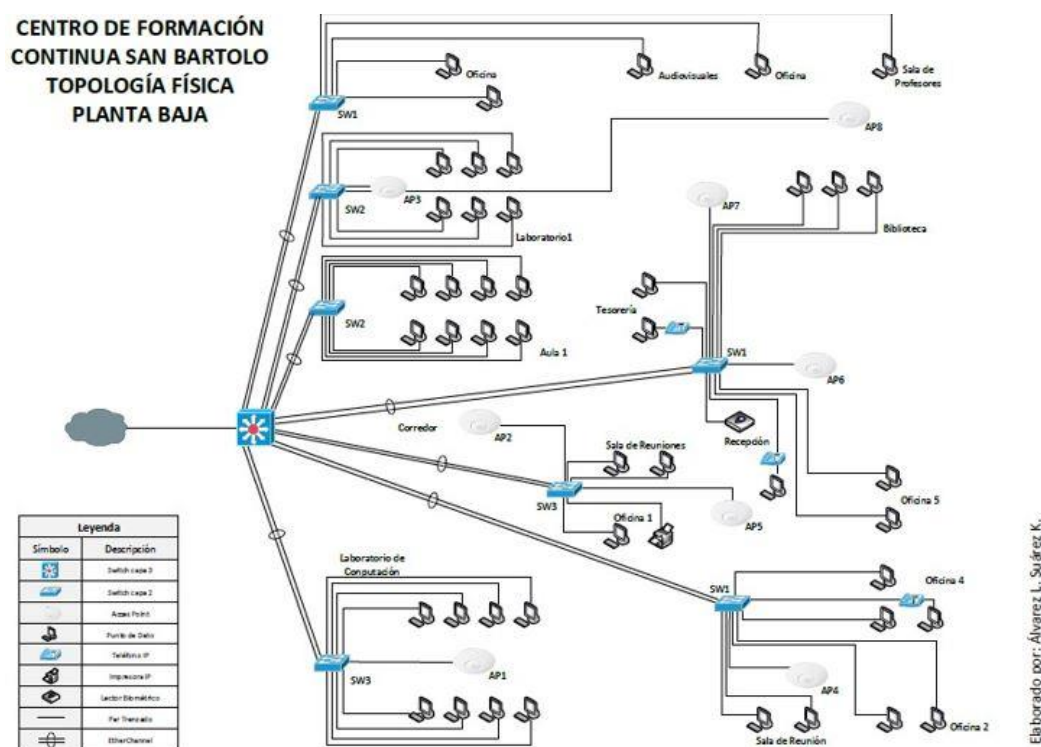 CENTRO DE FORMACIÓN
CONTINUA SAN BARTOLO
TOPOLOGÍA FÍSICA
PLANTA BAJA
Oficina
Audiovisuales
Oficina
Sala de
Profesores
SW1
AP8
SW2
AP3
AP7
Laboratorio1
Biblioteca
Tesorería
SW2
Aula 1
SW1
AP6
Corredor
AP2
Recepción
Sala de Reuniones
SW3
Oficina 1
AP5
Oficina 5
Leyenda
Símbolo
Descripción
Switch capa 3
Switch capa 2
Acces Point
Punto de Dato
Teléfono IP
Impresora IP
Lector Biométrico
Par Trenzado
EtherChannel
Laboratorio de
Conputación
SW1
Oficina 4
SW3
AP1
AP4
Sala de Reunión
Oficina 2
Elaborado por: Álvarez L. Suárez K.